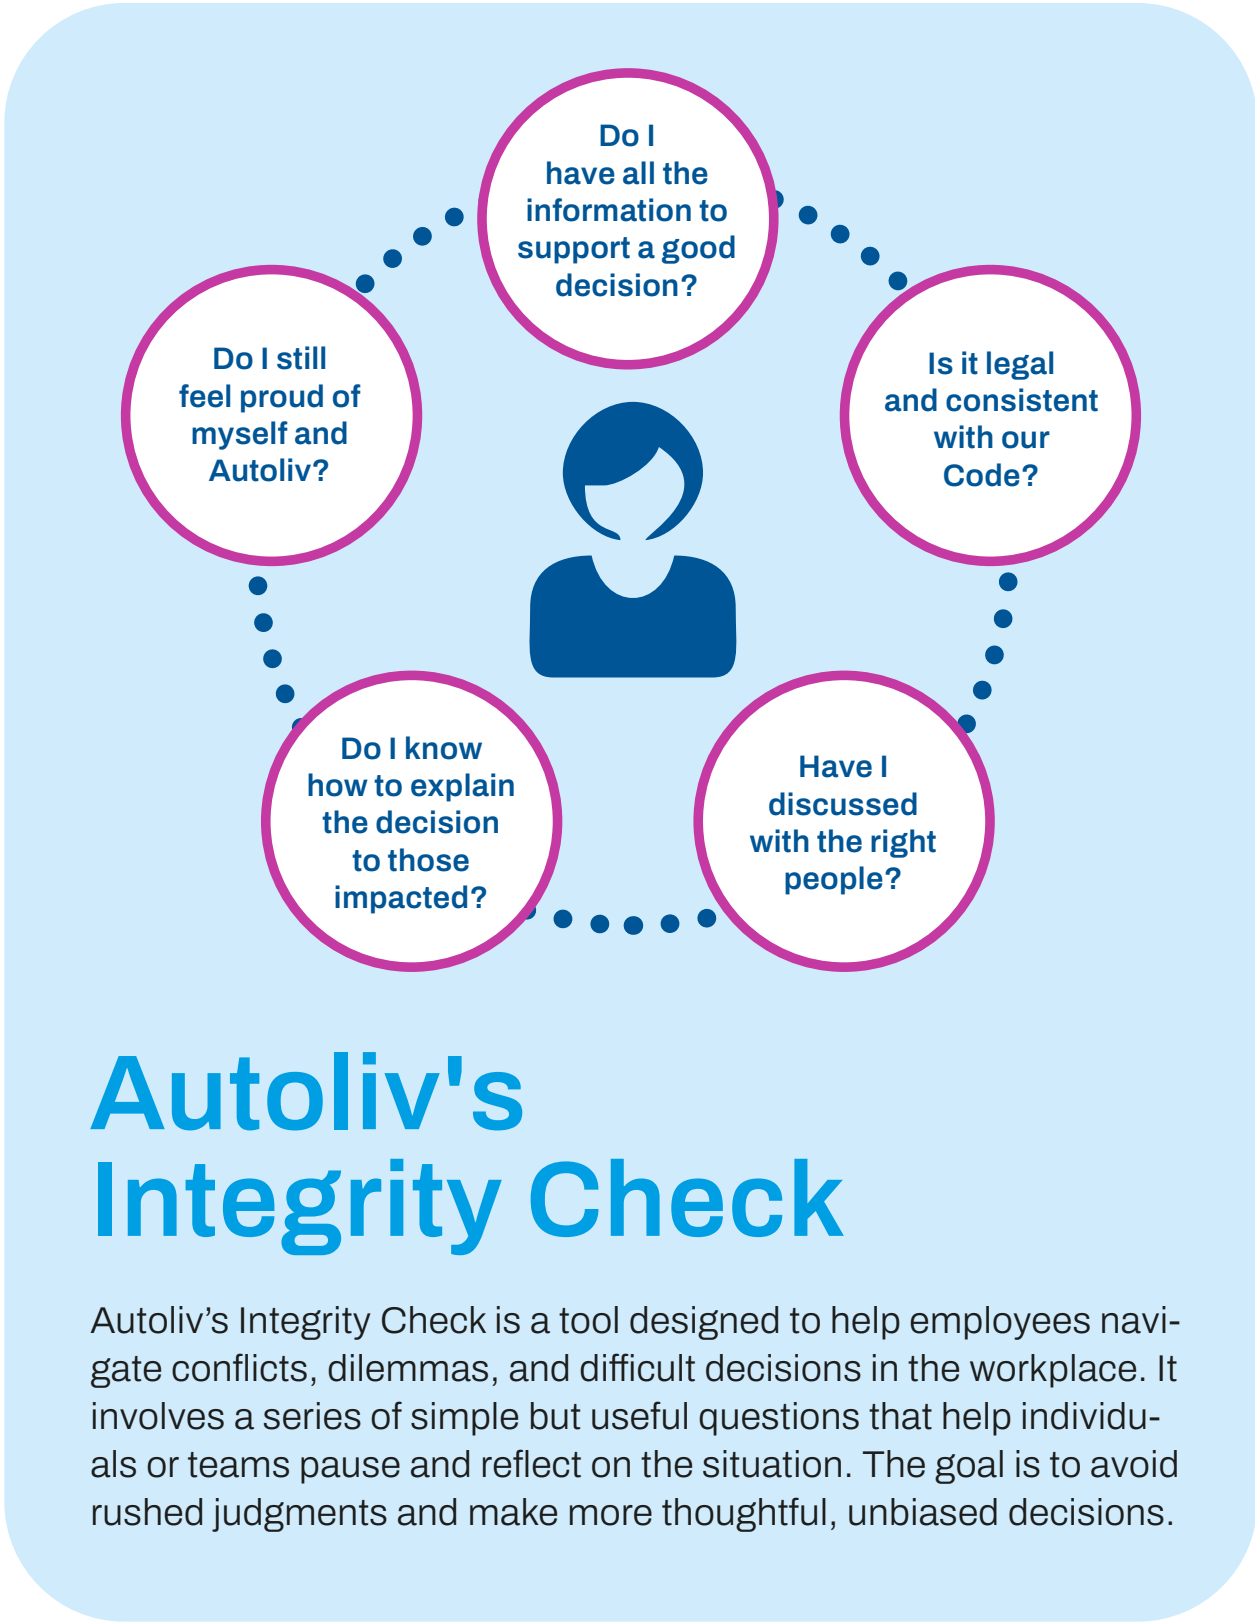 Do I
have all the
information to
support a good
decision?
Is it legal
and consistent
with our
Code?
Have I
discussed
with the right
people?
Do I know
how to explain
the decision
to those
impacted?
Do I still
feel proud of
myself and
Autoliv?
Autoliv's
Integrity Check
Autoliv’s Integrity Check is a tool designed to help employees navi-
gate conflicts, dilemmas, and difficult decisions in the workplace. It
involves a series of simple but useful questions that help individu-
als or teams pause and reflect on the situation. The goal is to avoid
rushed judgments and make more thoughtful, unbiased decisions.